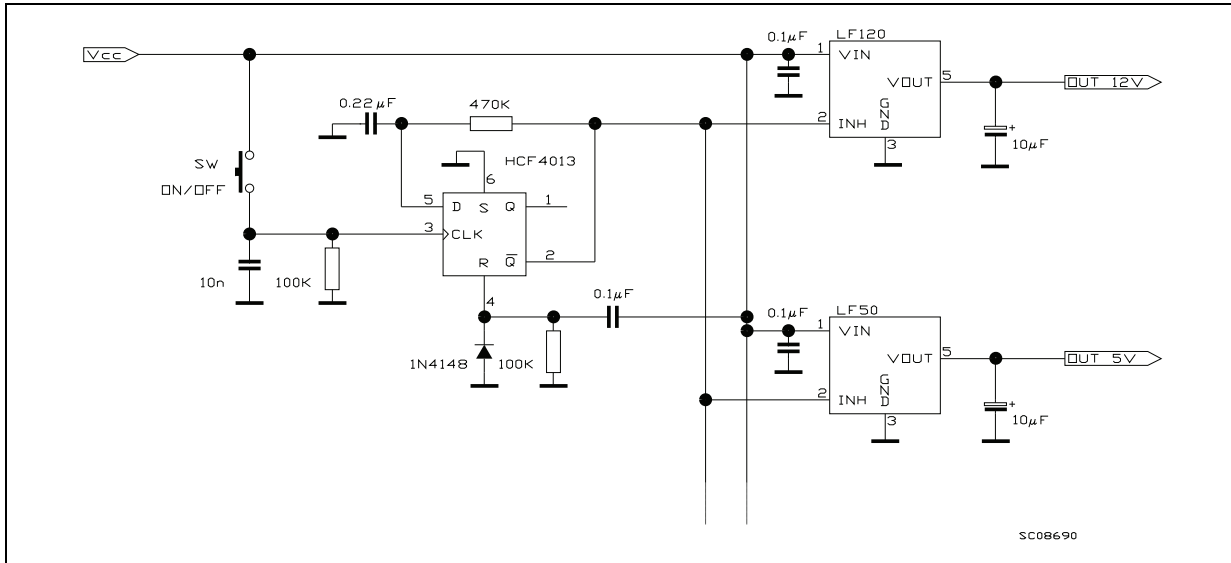 LF120
0.1µF
Vcc
1 VIN
VOUT 5
OUT 12V
0.22µF
470K
2 INH
GND
3
+
10µF
HCF4013
SW
ON/OFF
6
5 D S Q 1
3 CLK
R Q̅ 2
4
10n
100K
0.1µF
1N4148
100K
LF50
0.1µF
1 VIN
VOUT 5
OUT 5V
2 INH
GND
3
+
10µF
SC08690